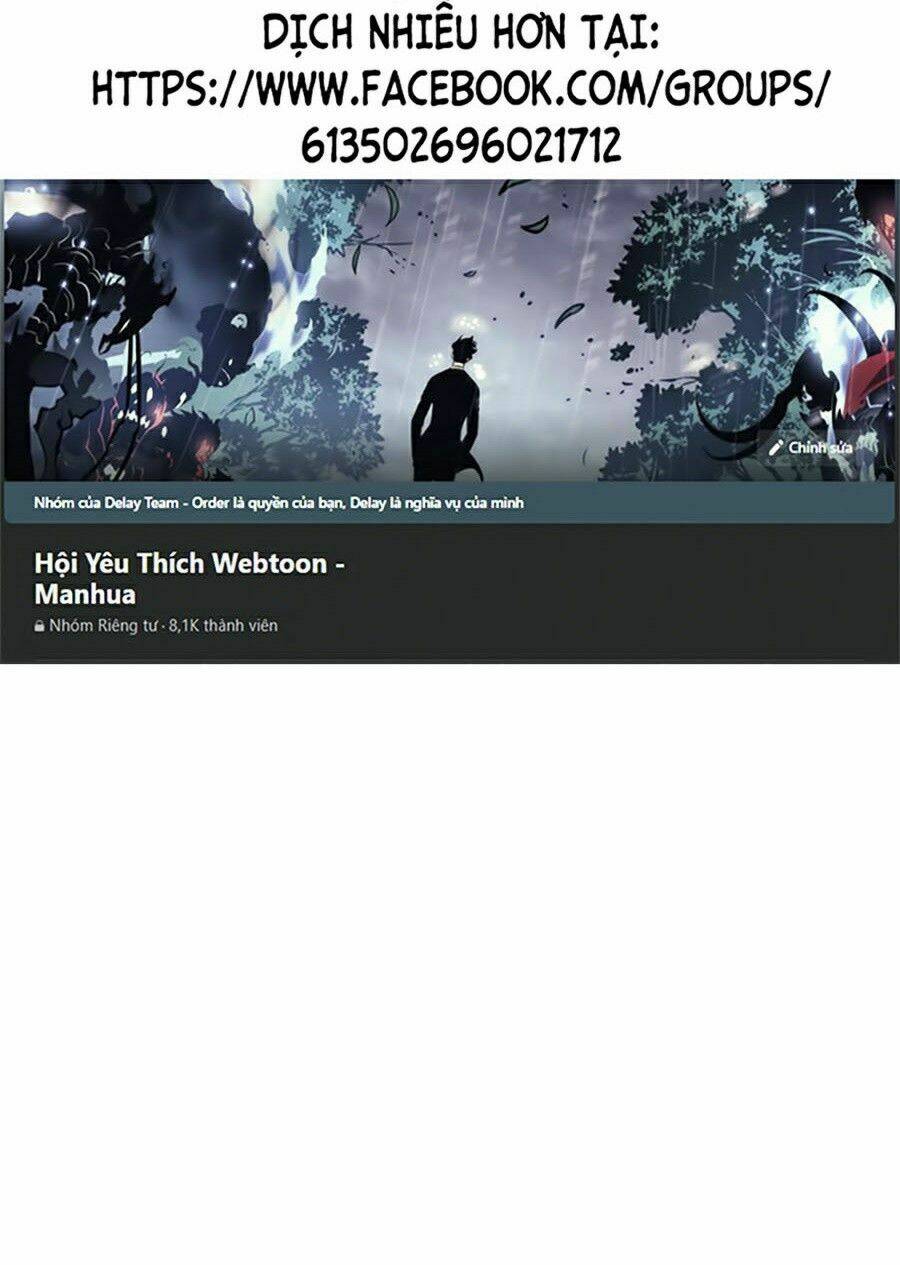 DỊCH NHIỀU HƠN TẠI:
HTTPS://WWW.FACEBOOK.COM/GROUPS/
613502696021712
Chỉnh sửa
Nhóm của Delay Team - Order là quyền của bạn, Delay là nghĩa vụ của mình
Hội Yêu Thích Webtoon -
Manhua
Nhóm Riêng tư · 8,1K thành viên